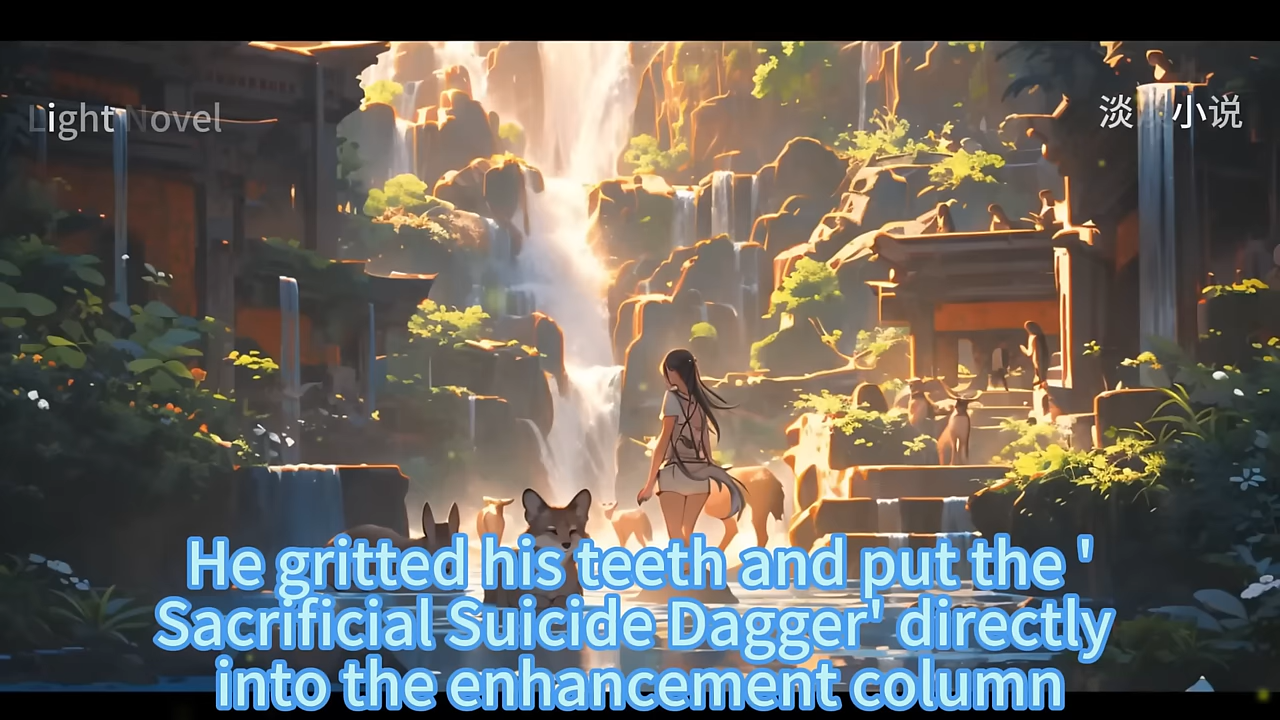 Light Novel
淡 小说
He gritted his teeth and put the '
Sacrificial Suicide Dagger' directly
into the enhancement column